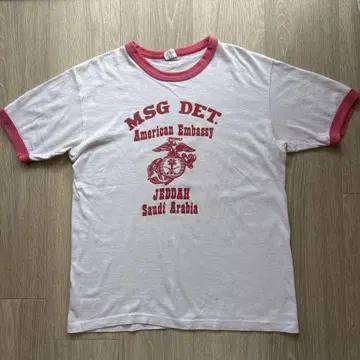 MSG DET.
American Embassy
JEDDAH
Saudi Arabia